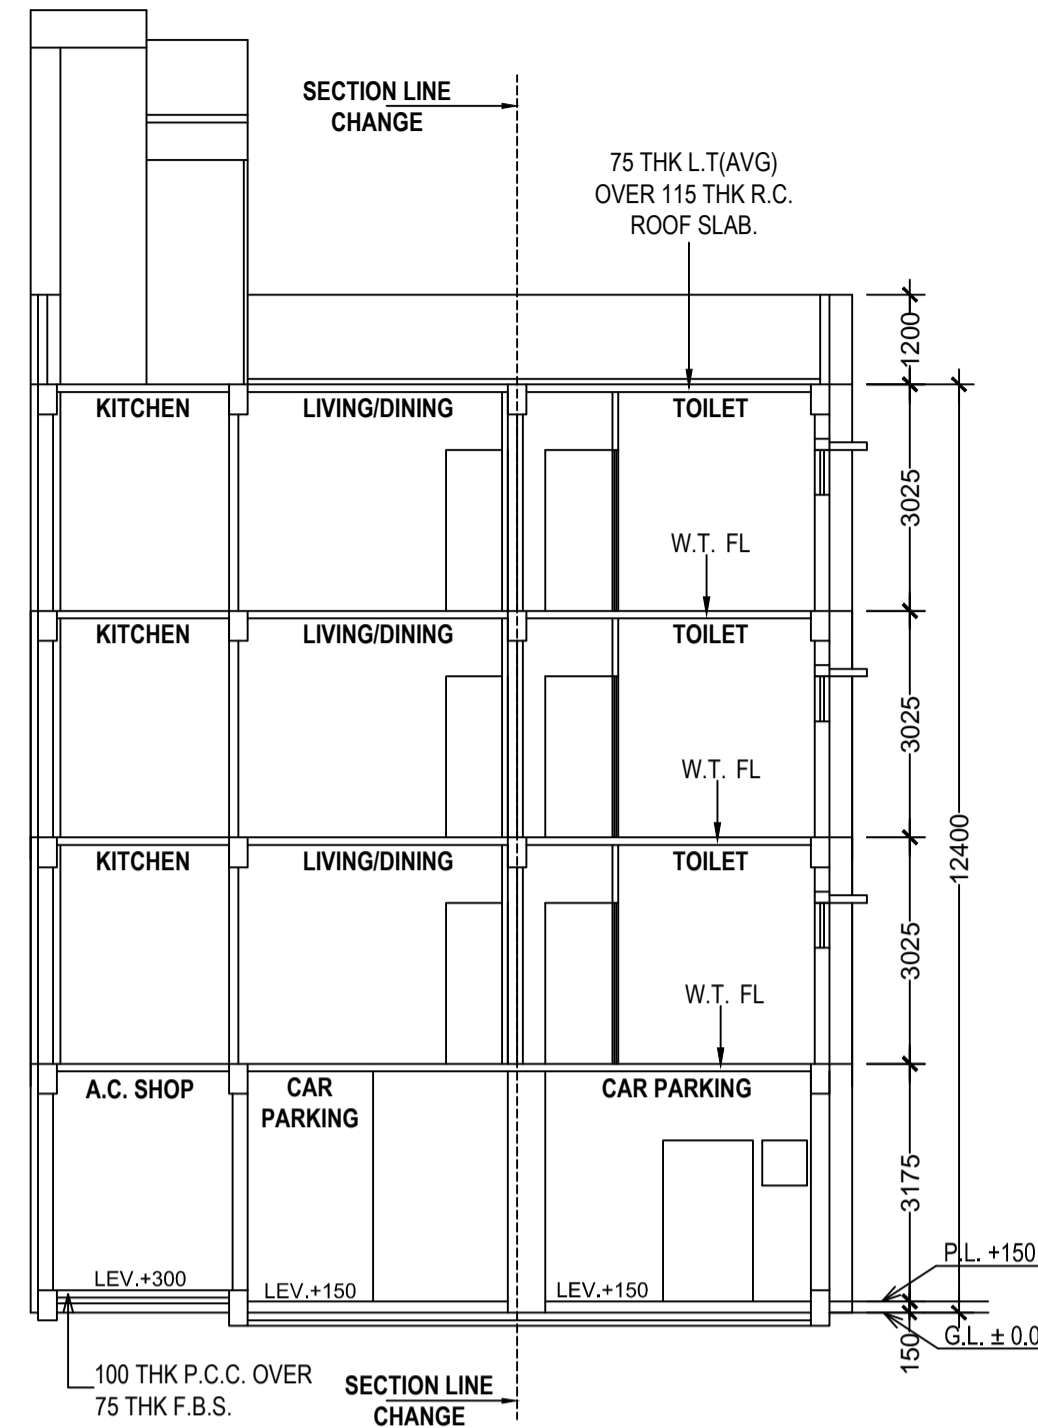 SECTION LINE
CHANGE
75 THK L.T(AVG)
OVER 115 THK R.C.
ROOF SLAB.
1200
KITCHEN
LIVING/DINING
TOILET
3025
W.T. FL
KITCHEN
LIVING/DINING
TOILET
3025
W.T. FL
12400
KITCHEN
LIVING/DINING
TOILET
3025
W.T. FL
A.C. SHOP
CAR
PARKING
CAR PARKING
3175
P.L. +150
LEV.+300
LEV.+150
LEV.+150
G.L. ± 0.0
150
100 THK P.C.C. OVER
75 THK F.B.S.
SECTION LINE
CHANGE